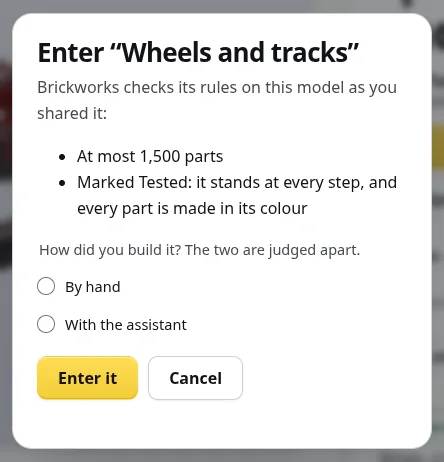 Enter “Wheels and tracks”
Brickworks checks its rules on this model as you
shared it:
At most 1,500 parts
Marked Tested: it stands at every step, and
every part is made in its colour
How did you build it? The two are judged apart.
By hand
With the assistant
Enter it
Cancel